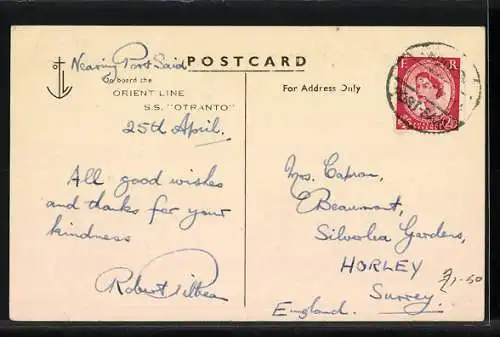 Nearing Port Said
POSTCARD
On board the
ORIENT LINE
S.S. "OTRANTO"
25th April.
All good wishes
and thanks for your
kindness
Robert
For Address Only
E R
Mrs. Capron,
Beaumont,
Silverlea Gardens,
HORLEY
Surrey.
England.